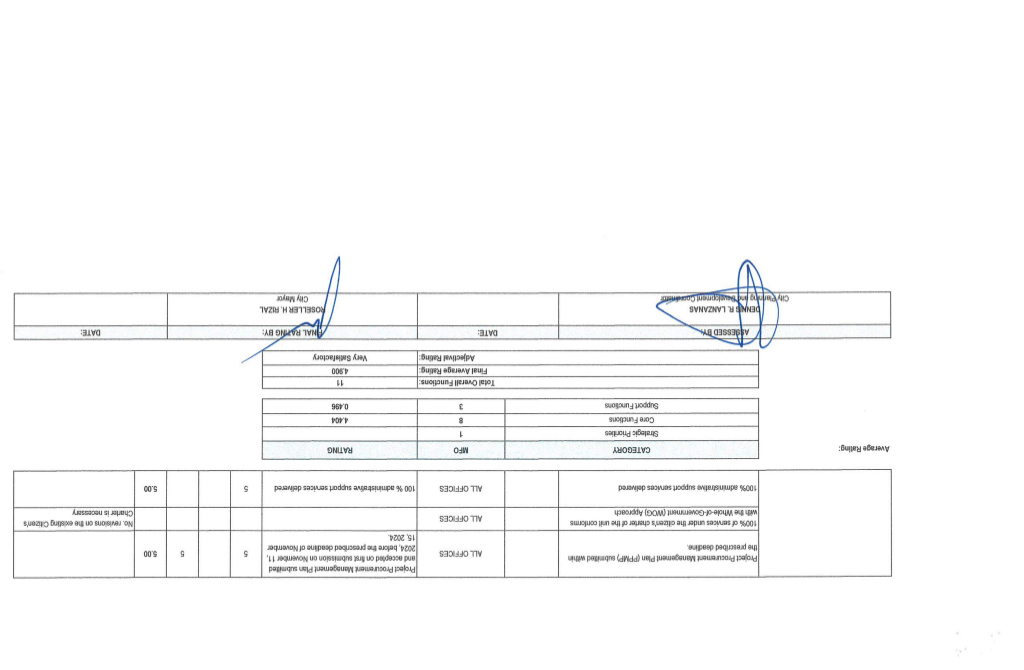 Project Procurement Management Plan (PPMP) submitted within
the prescribed deadline.
ALL OFFICES
Project Procurement Management Plan submitted
and accepted on first submission on November 11,
2024, before the prescribed deadline of November
15, 2024.
5
5
5.00
100% of services under the citizen's charter of the unit conforms
with the Whole-of-Government (WOG) Approach
ALL OFFICES
No. revisions on the existing Citizen's
Charter is necessary
100% administrative support services delivered
ALL OFFICES
100 % administrative support services delivered
5
5.00
Average Rating:
CATEGORY MFO RATING
Strategic Priorities 1
Core Functions 8 4.404
Support Functions 3 0.496
Total Overall Functions: 11
Final Average Rating: 4.900
Adjectival Rating: Very Satisfactory
ASSESSED BY: DATE: FINAL RATING BY: DATE:
DENNIS R. LANZANAS
City Planning and Development Coordinator
ROSELLER H. RIZAL
City Mayor